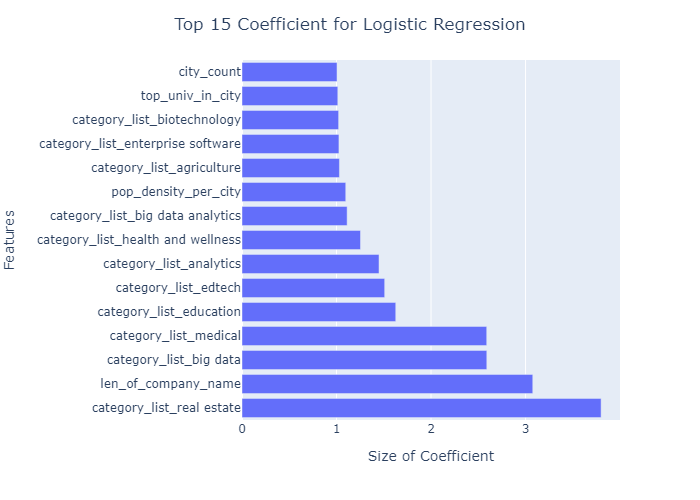 Top 15 Coefficient for Logistic Regression
city_count
top_univ_in_city
category_list_biotechnology
category_list_enterprise software
category_list_agriculture
pop_density_per_city
category_list_big data analytics
category_list_health and wellness
category_list_analytics
category_list_edtech
category_list_education
category_list_medical
category_list_big data
len_of_company_name
category_list_real estate
Features
0 1 2 3
Size of Coefficient